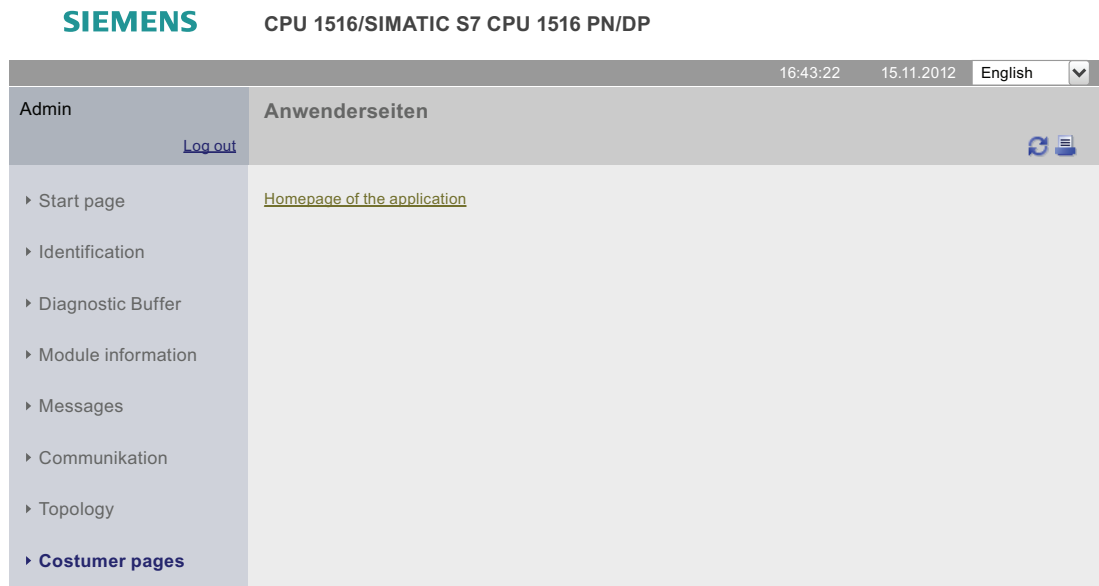 SIEMENS CPU 1516/SIMATIC S7 CPU 1516 PN/DP
16:43:22 15.11.2012 English
Admin
Anwenderseiten
Log out
Start page
Homepage of the application
Identification
Diagnostic Buffer
Module information
Messages
Communikation
Topology
Costumer pages